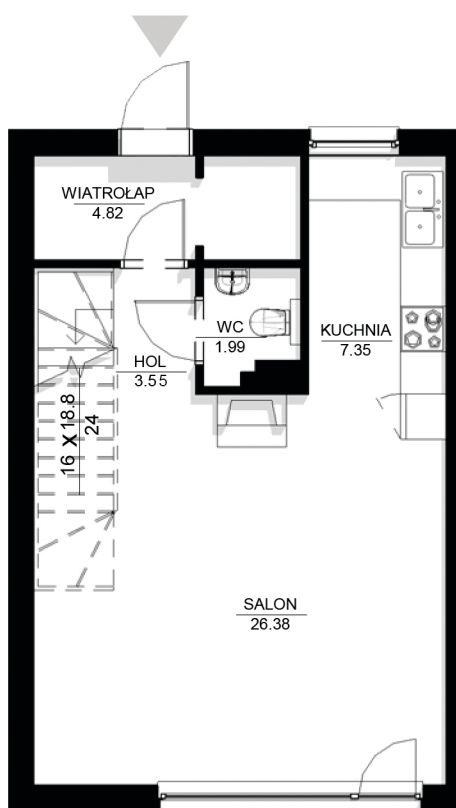 WIATROŁAP
4.82
WC
1.99
KUCHNIA
7.35
HOL
3.55
16 X 18.8
24
SALON
26.38